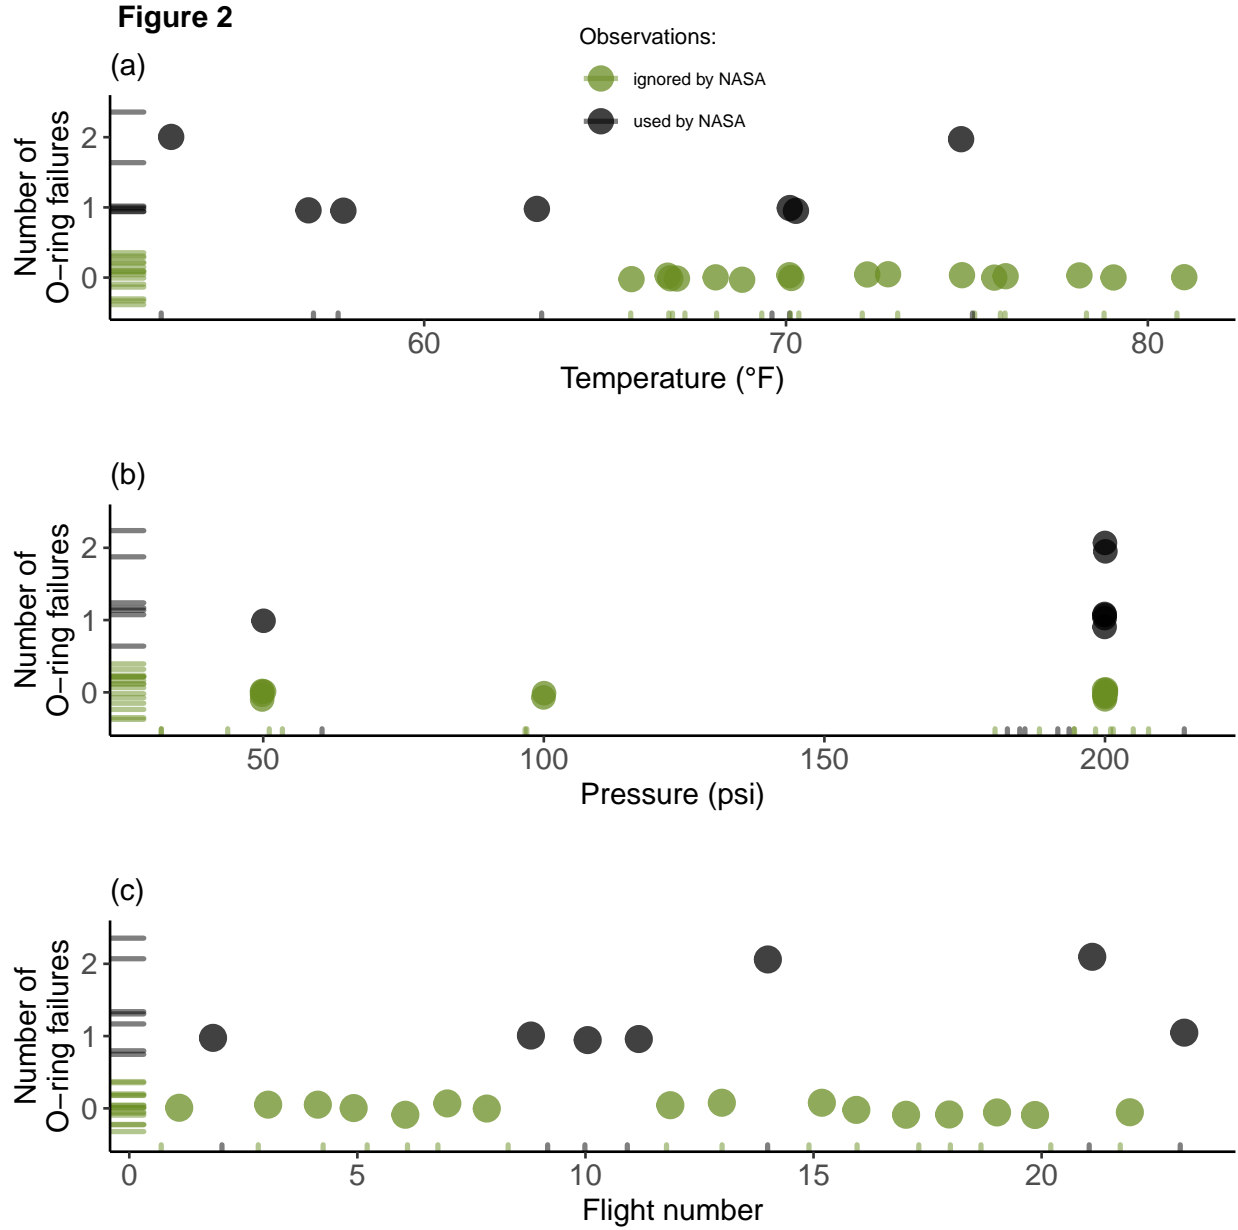 Figure 2
Observations:
ignored by NASA
used by NASA
(a)
Number of
O−ring failures
2
1
0
60
70
80
Temperature (°F)
(b)
Number of
O−ring failures
2
1
0
50
100
150
200
Pressure (psi)
(c)
Number of
O−ring failures
2
1
0
0
5
10
15
20
Flight number